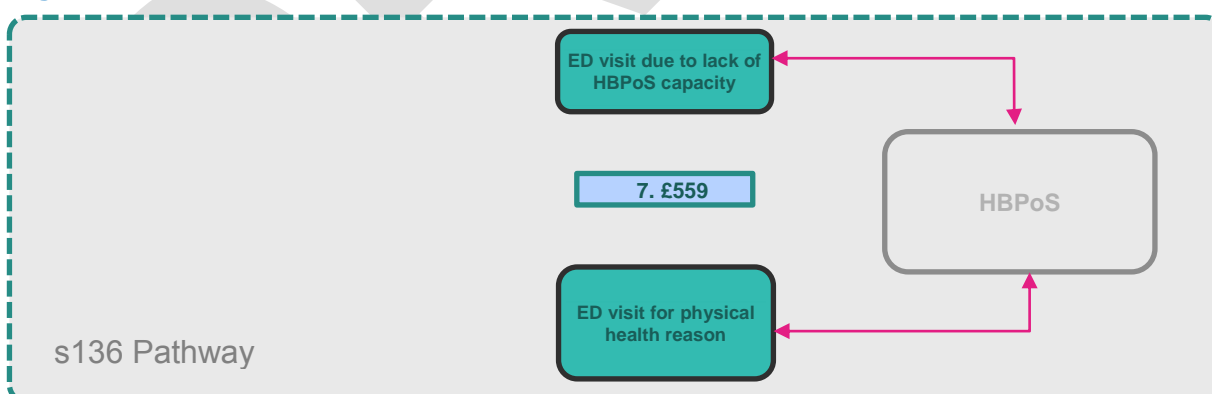 ED visit due to lack of
HBPoS capacity
7. £559
HBPoS
ED visit for physical
health reason
s136 Pathway